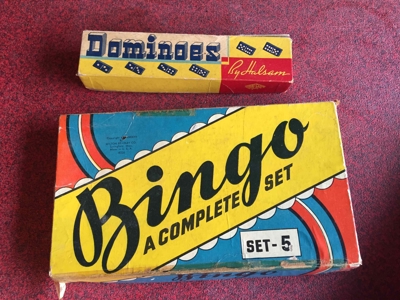 Dominoes
By Halsam
Bingo
A COMPLETE SET
SET-5